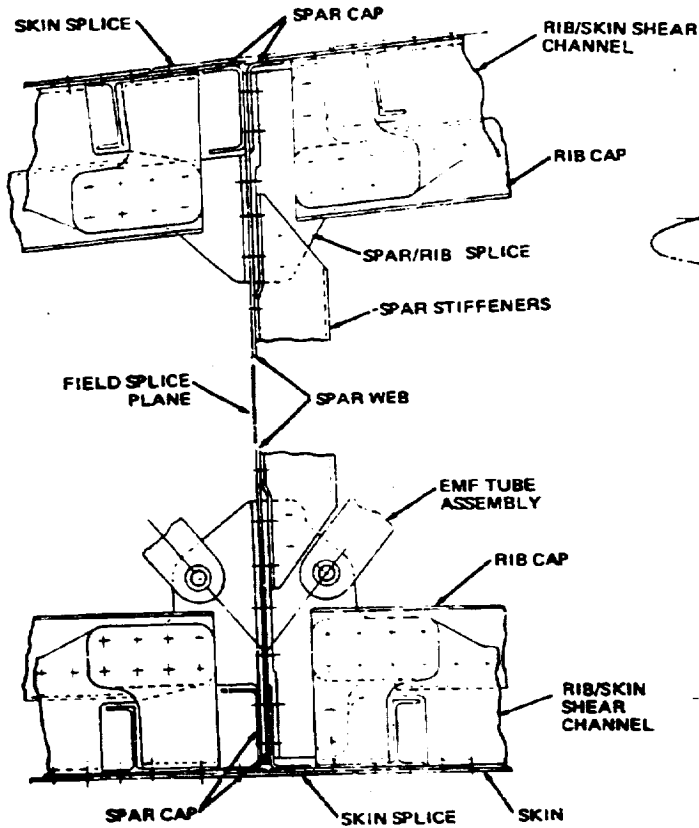 SKIN SPLICE
SPAR CAP
RIB/SKIN SHEAR
CHANNEL
RIB CAP
SPAR/RIB SPLICE
SPAR STIFFENERS
FIELD SPLICE
PLANE
SPAR WEB
EMF TUBE
ASSEMBLY
RIB CAP
RIB/SKIN
SHEAR
CHANNEL
SPAR CAP
SKIN SPLICE
SKIN